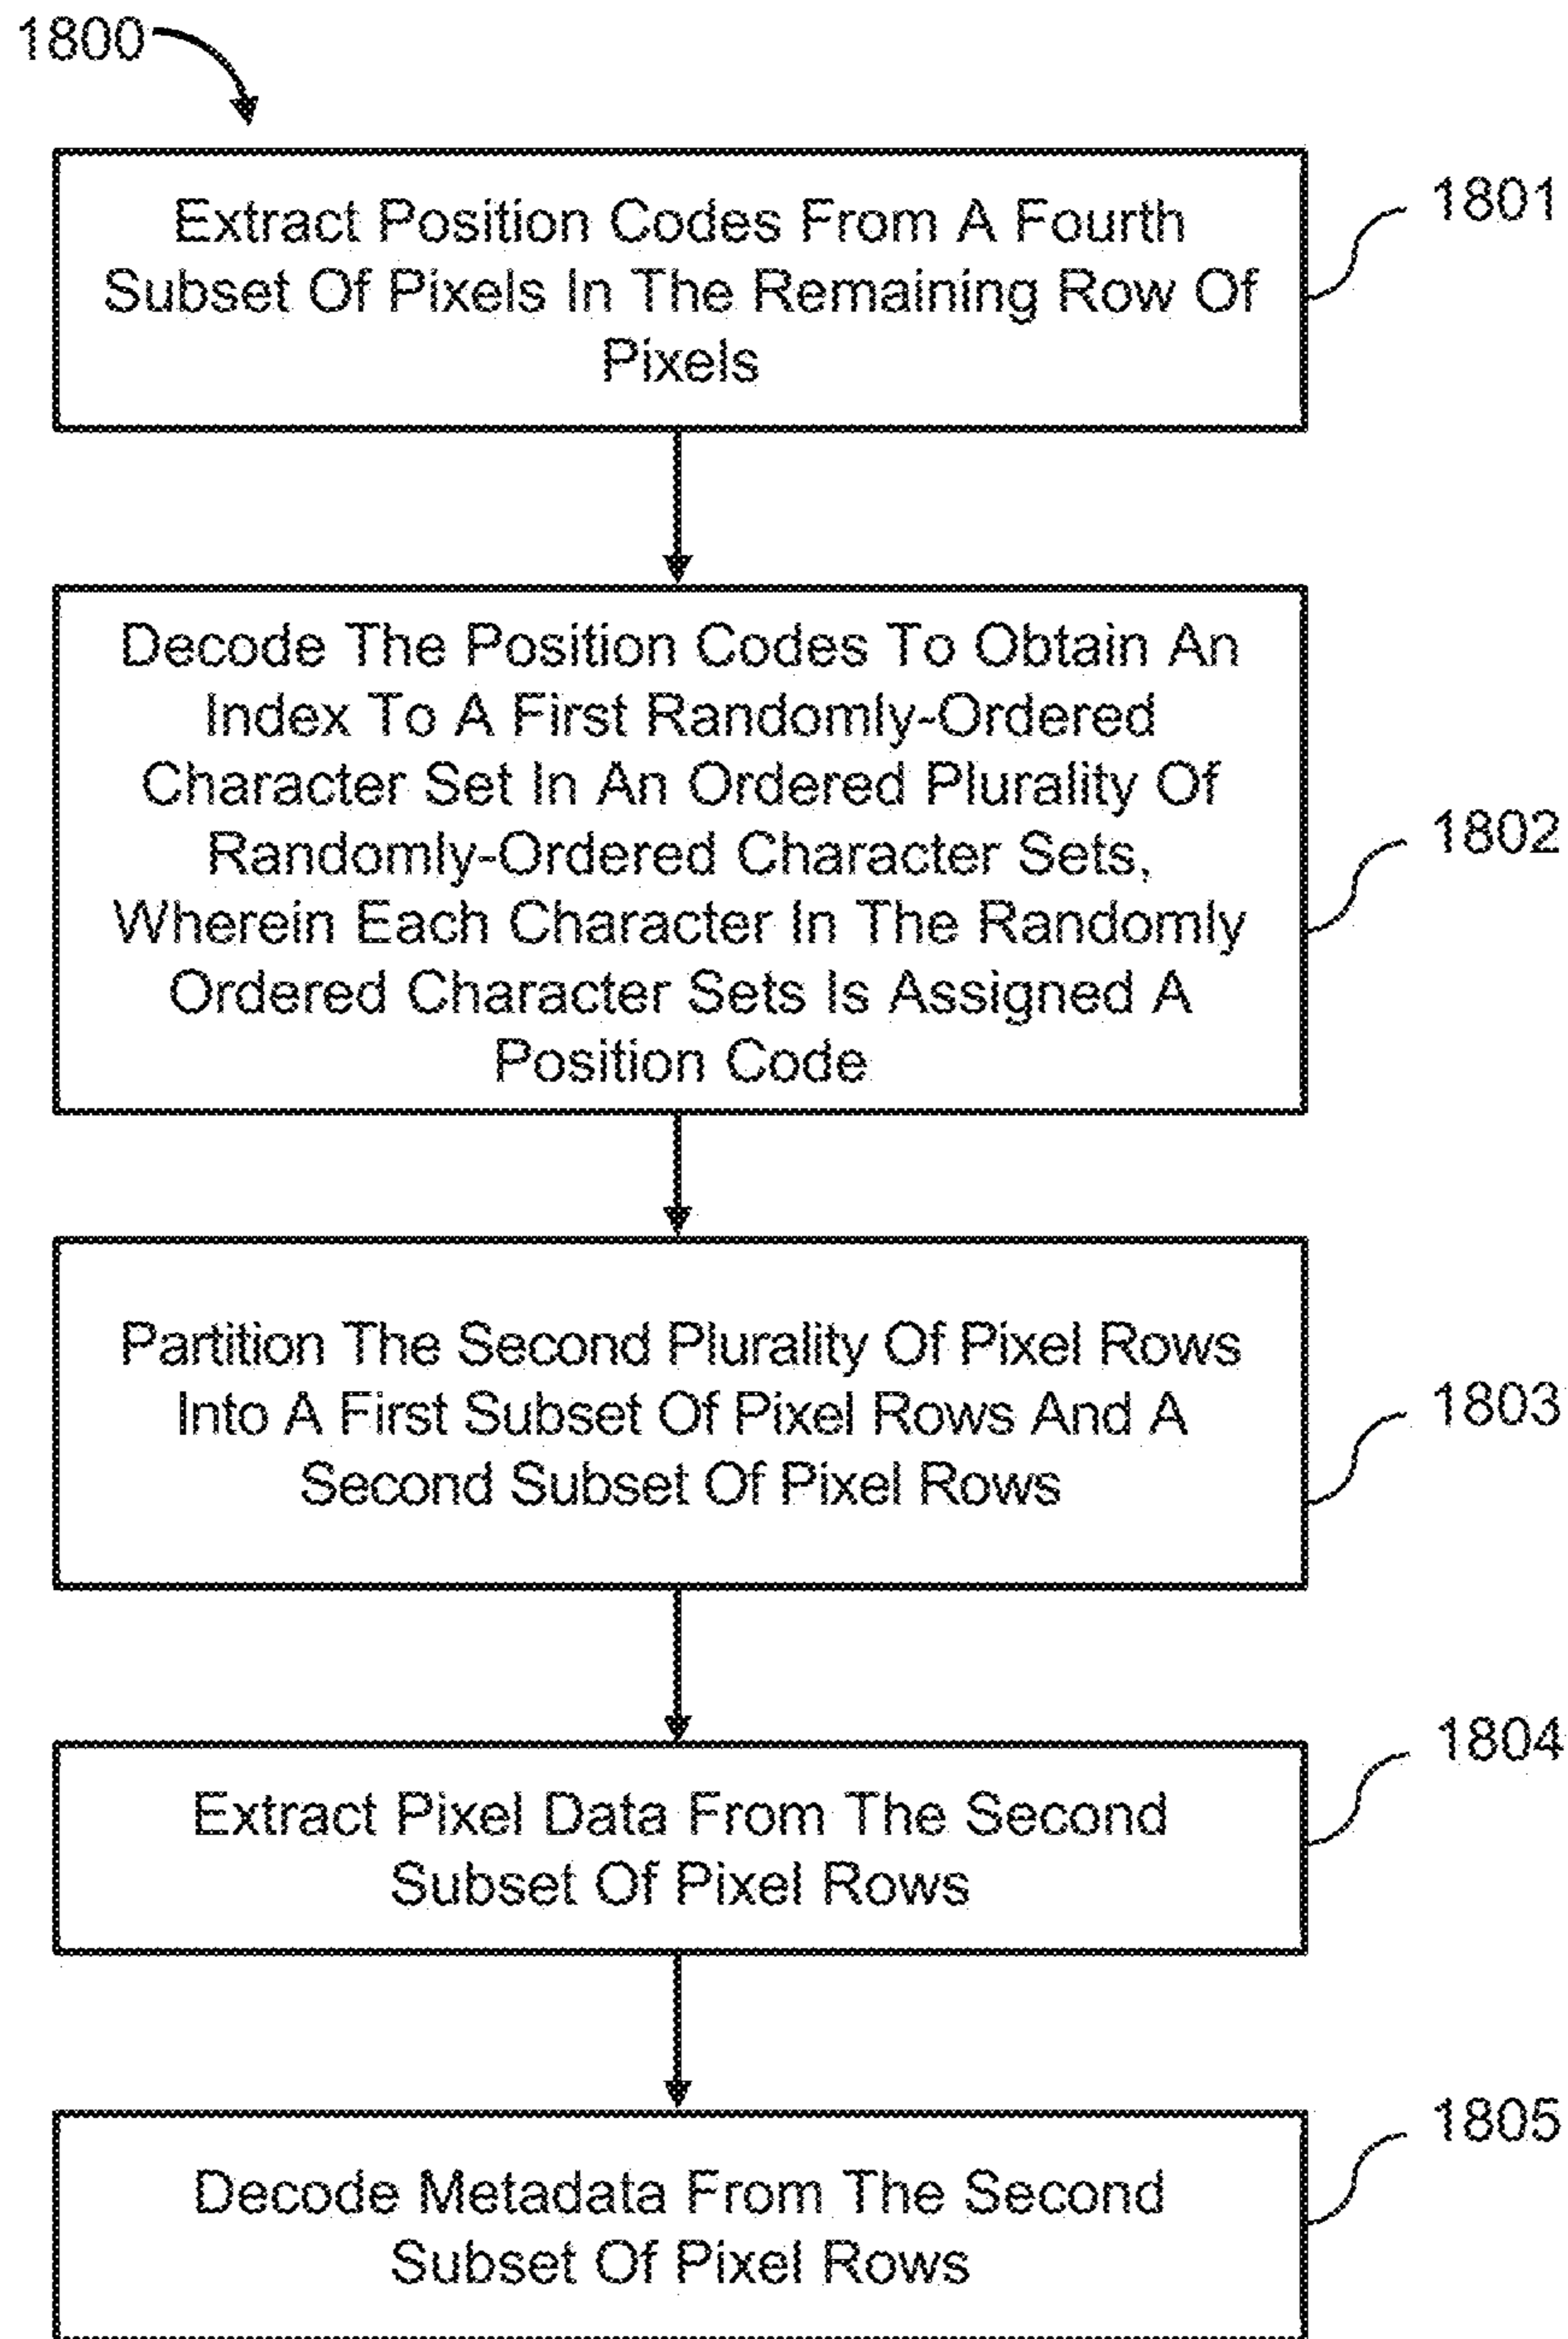 1800
Extract Position Codes From A Fourth
Subset Of Pixels In The Remaining Row Of
Pixels
1801
Decode The Position Codes To Obtain An
Index To A First Randomly-Ordered
Character Set In An Ordered Plurality Of
Randomly-Ordered Character Sets,
Wherein Each Character In The Randomly
Ordered Character Sets Is Assigned A
Position Code
1802
Partition The Second Plurality Of Pixel Rows
Into A First Subset Of Pixel Rows And A
Second Subset Of Pixel Rows
1803
Extract Pixel Data From The Second
Subset Of Pixel Rows
1804
Decode Metadata From The Second
Subset Of Pixel Rows
1805